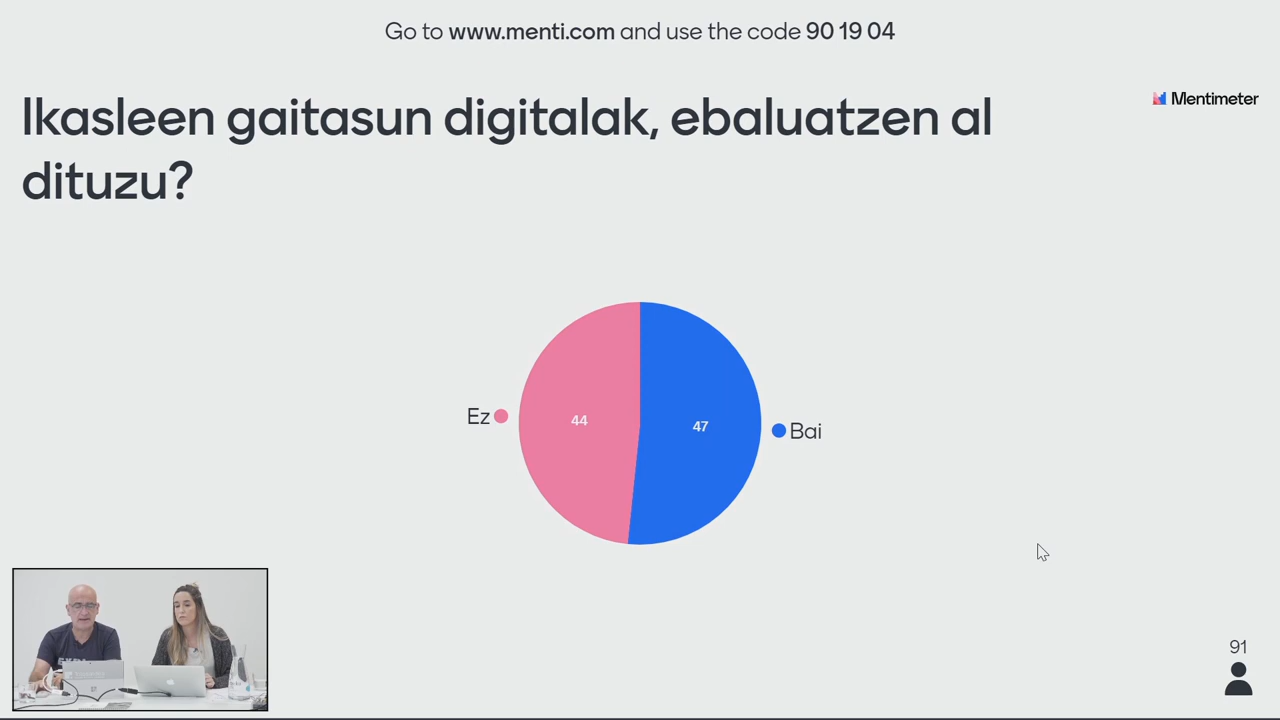 Go to www.menti.com and use the code 90 19 04
Mentimeter
Ikasleen gaitasun digitalak, ebaluatzen al
dituzu?
Ez
44
47
Bai
91